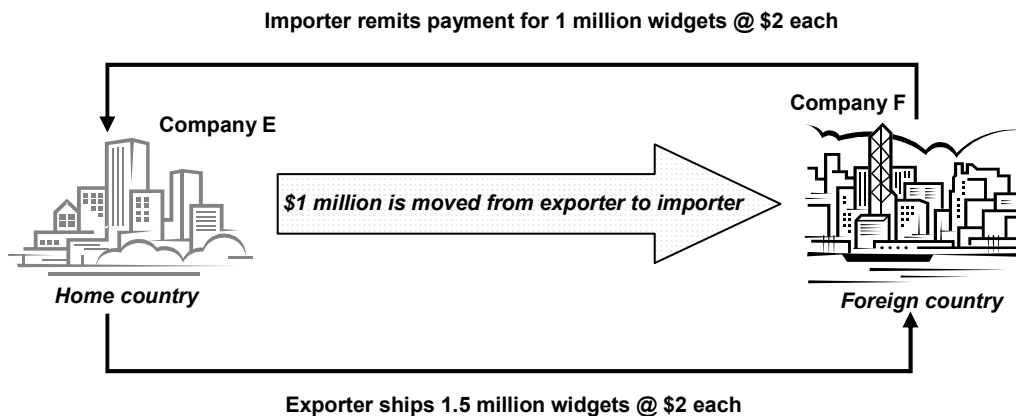 Importer remits payment for 1 million widgets @ $2 each
Company E
Company F
$1 million is moved from exporter to importer
Home country
Foreign country
Exporter ships 1.5 million widgets @ $2 each